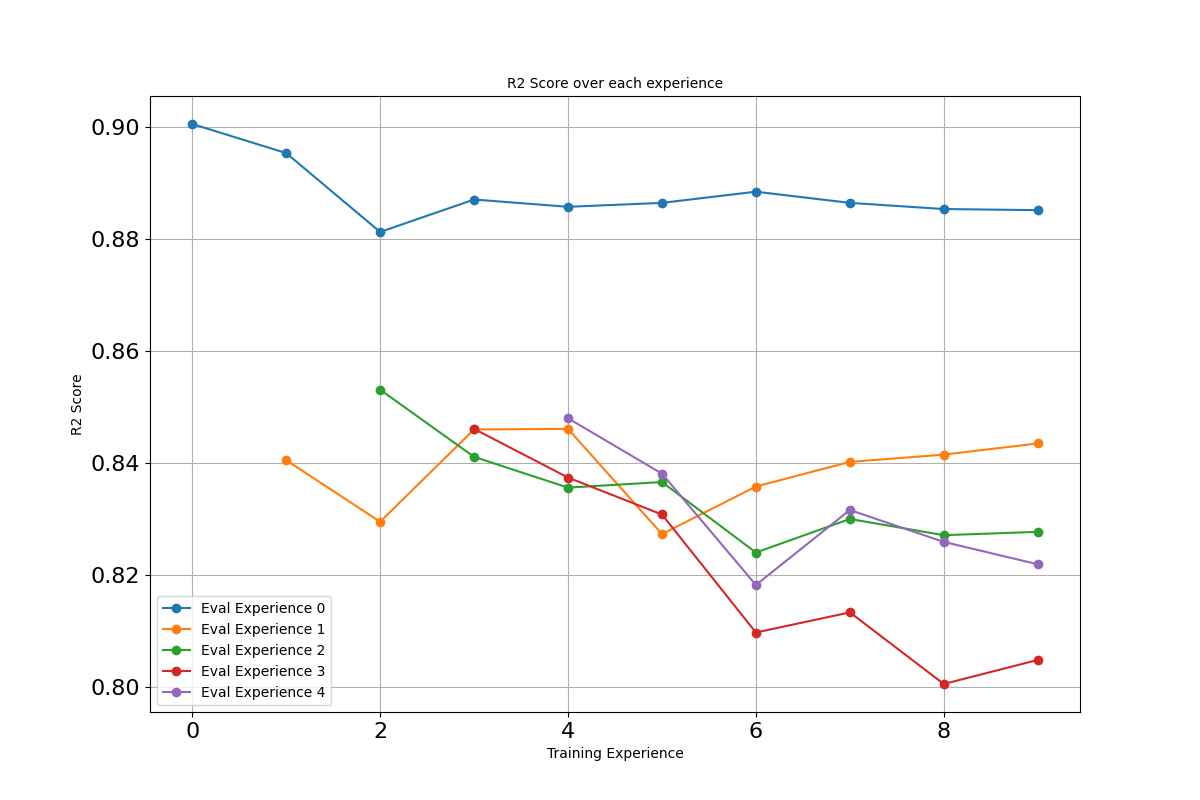 R2 Score over each experience
0.90
0.88
0.86
0.84
0.82
0.80
R2 Score
Eval Experience 0
Eval Experience 1
Eval Experience 2
Eval Experience 3
Eval Experience 4
0 2 4 6 8
Training Experience